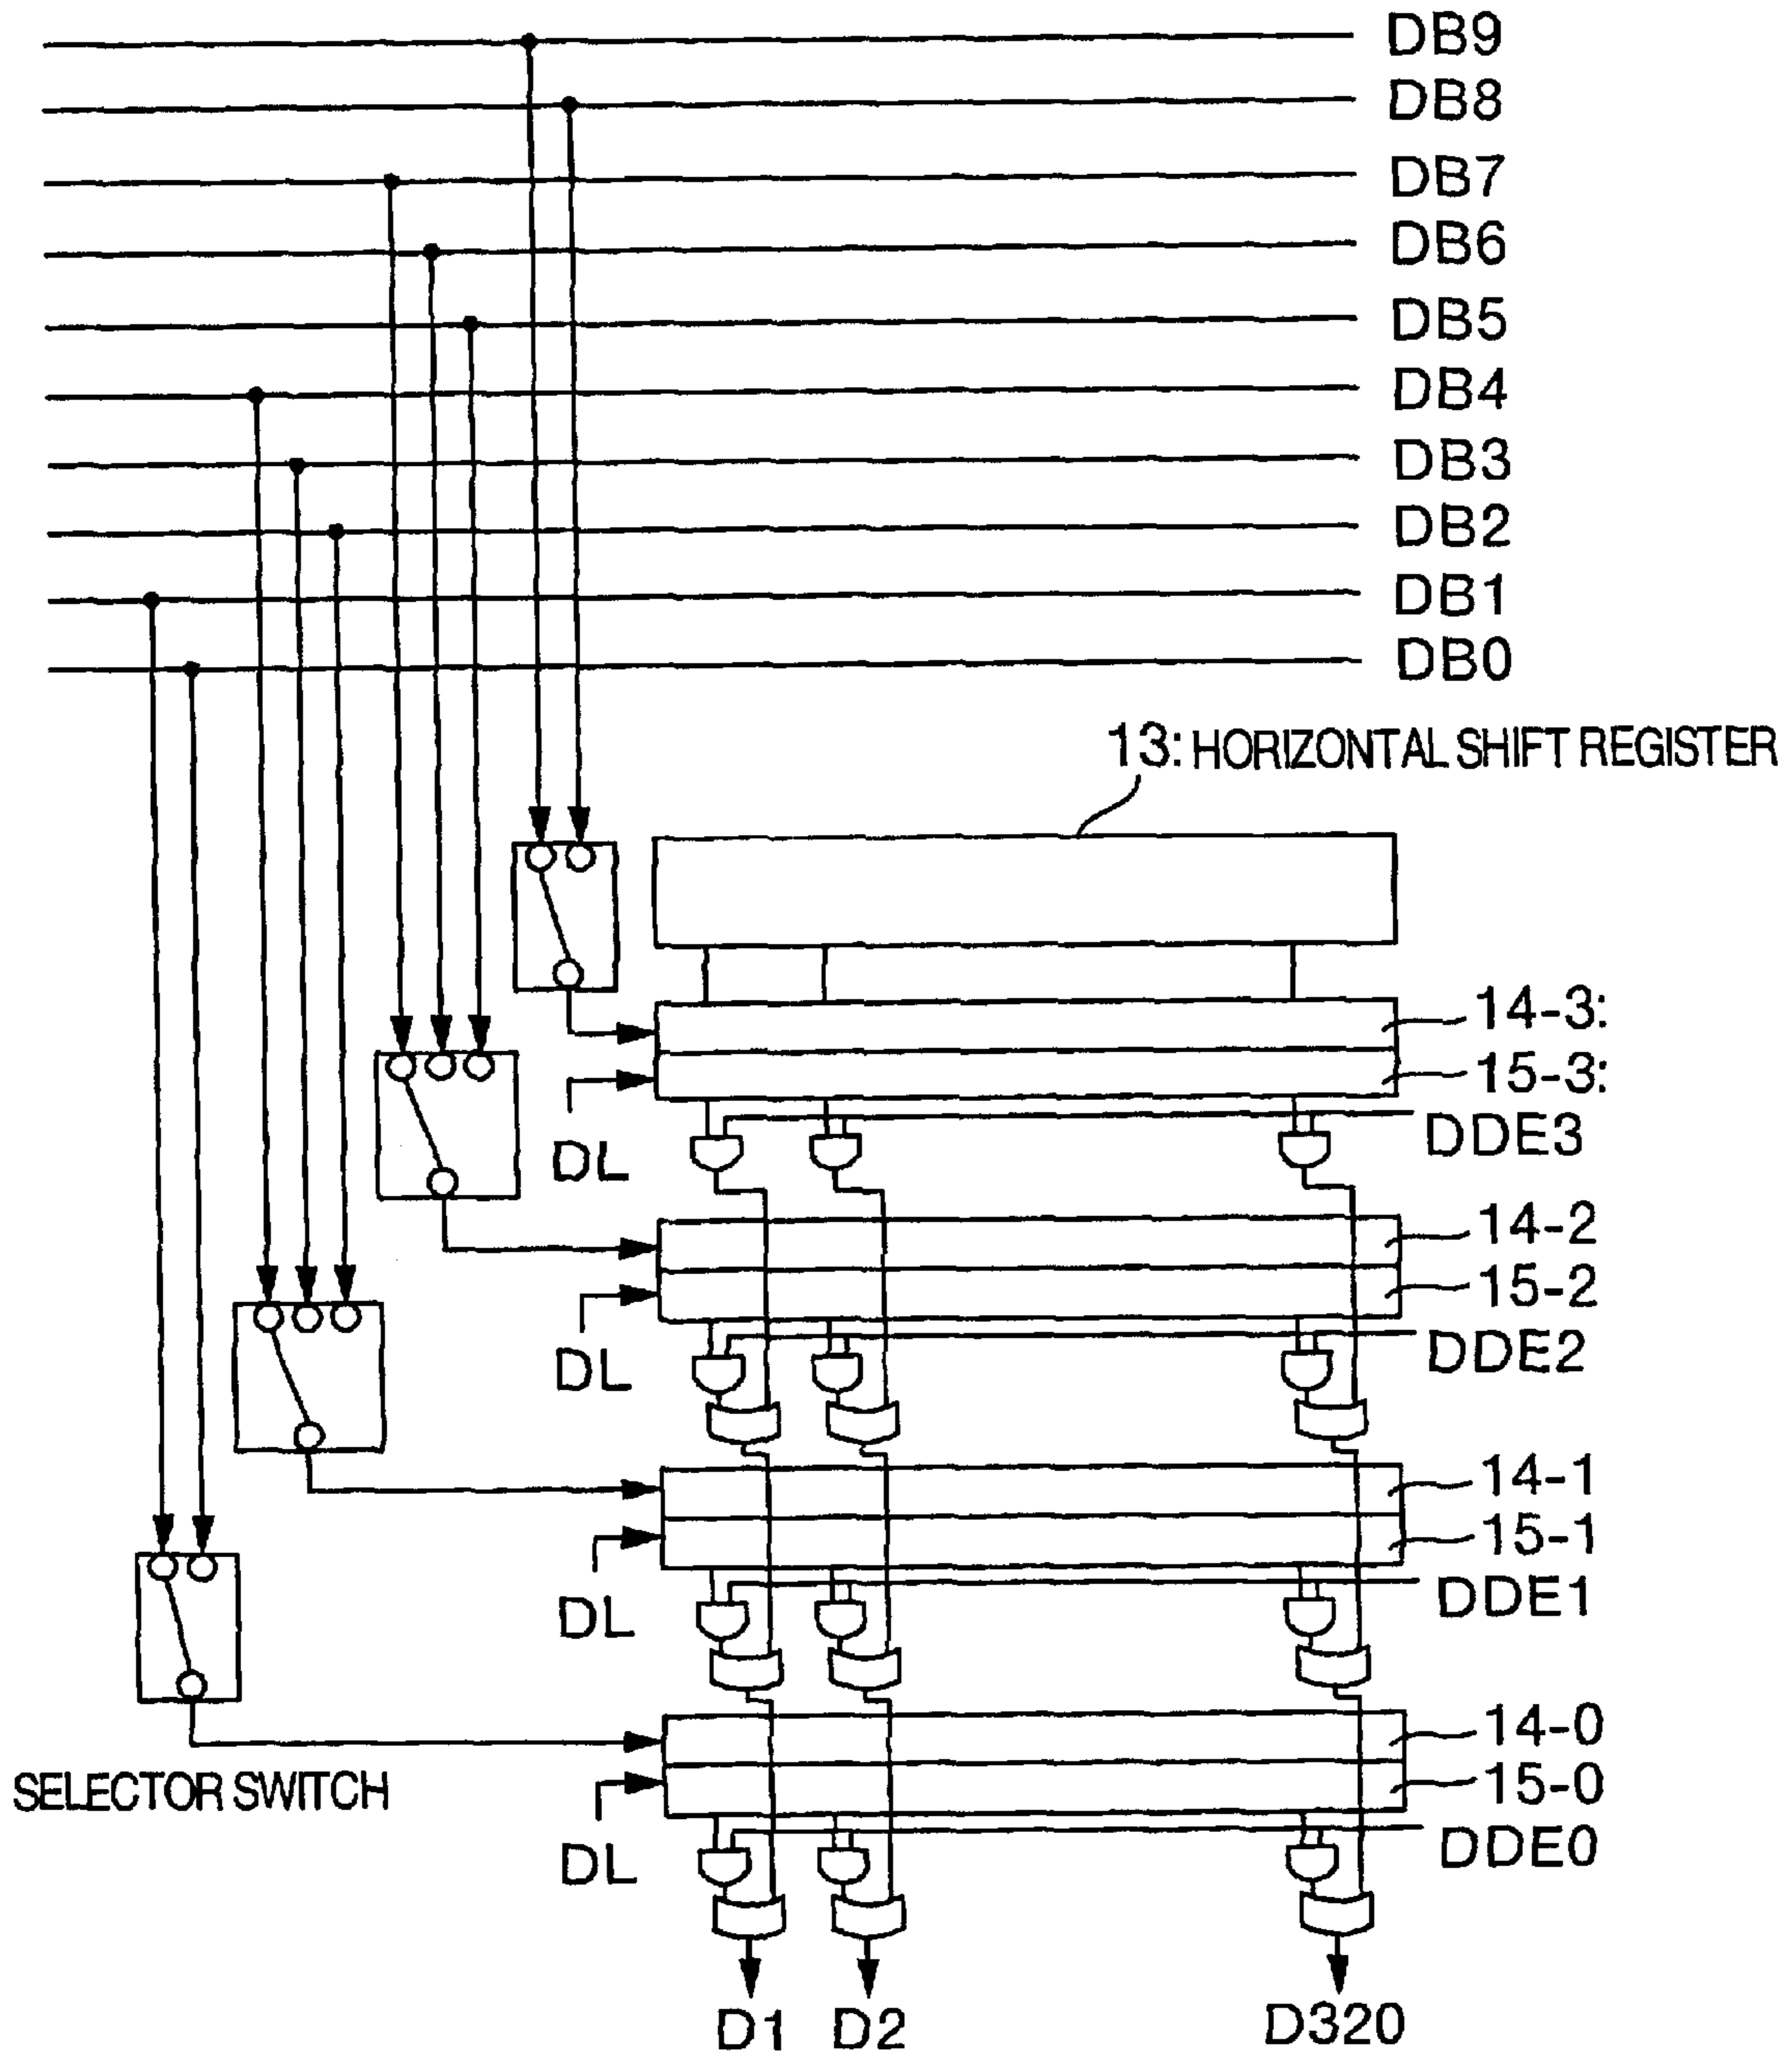 DB9
DB8
DB7
DB6
DB5
DB4
DB3
DB2
DB1
DB0
13: HORIZONTAL SHIFT REGISTER
14-3:
15-3:
DL
DDE3
14-2
15-2
DL
DDE2
14-1
15-1
DL
DDE1
14-0
SELECTOR SWITCH
15-0
DL
DDE0
D1
D2
D320